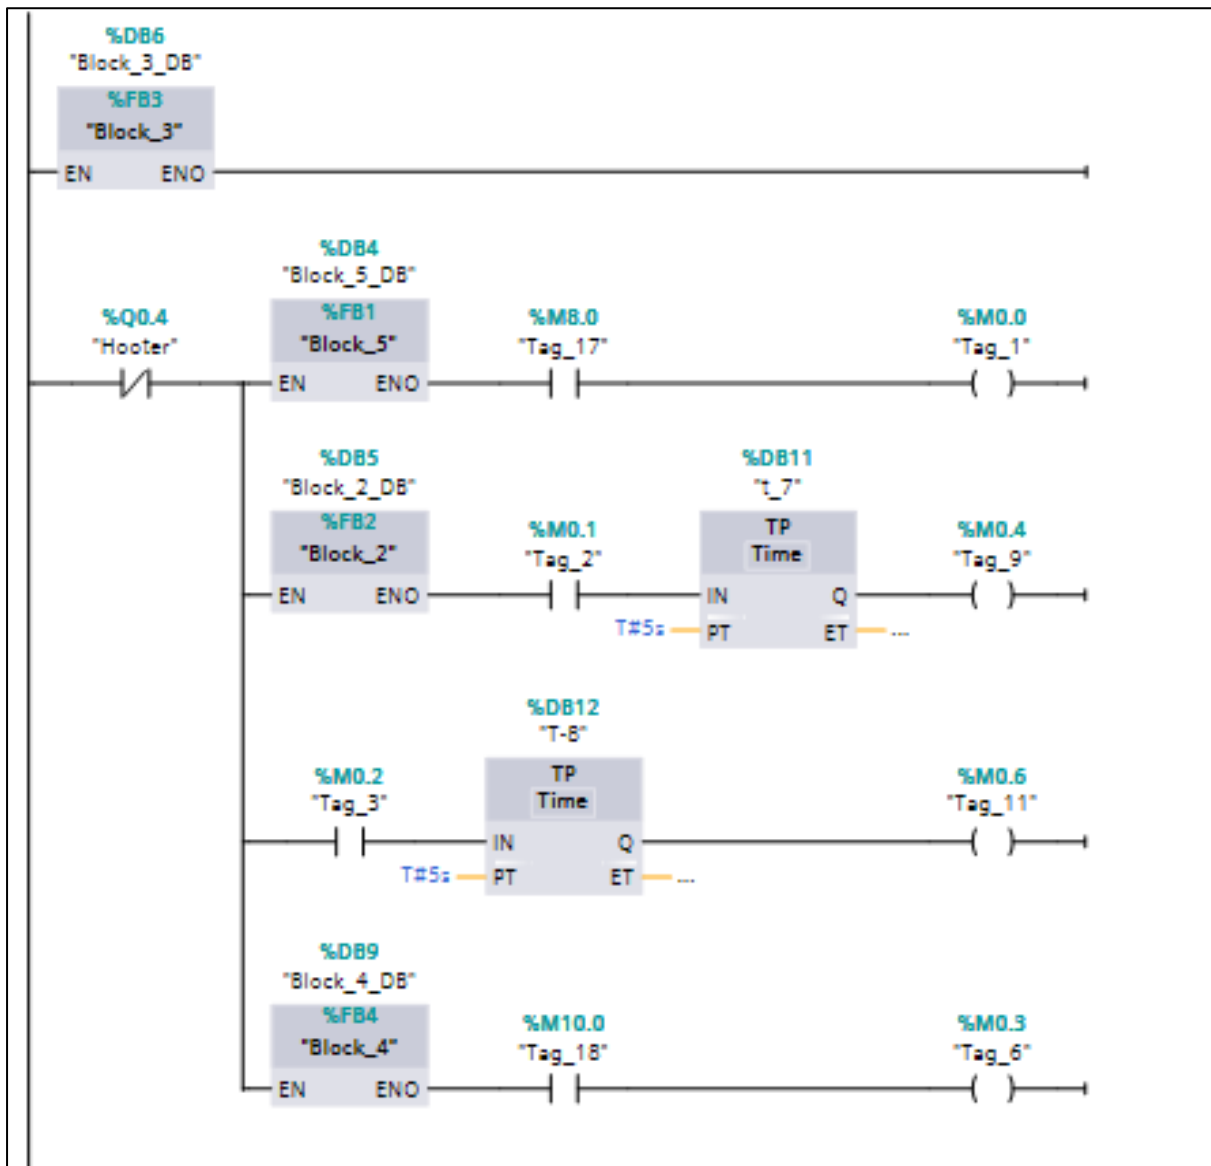 %DB6
"Block_3_DB"
%FB3
"Block_3"
EN ENO
%DB4
"Block_5_DB"
%Q0.4 %FB1 %M8.0 %M0.0
"Hooter" "Block_5" "Tag_17" "Tag_1"
EN ENO
%DB5 %DB11
"Block_2_DB" "t_7"
%FB2 %M0.1 TP %M0.4
"Block_2" "Tag_2" Time "Tag_9"
EN ENO IN Q
T#5s PT ET ...
%DB12
"T-8"
%M0.2 TP %M0.6
"Tag_3" Time "Tag_11"
IN Q
T#5s PT ET ...
%DB9
"Block_4_DB"
%FB4 %M10.0 %M0.3
"Block_4" "Tag_18" "Tag_6"
EN ENO